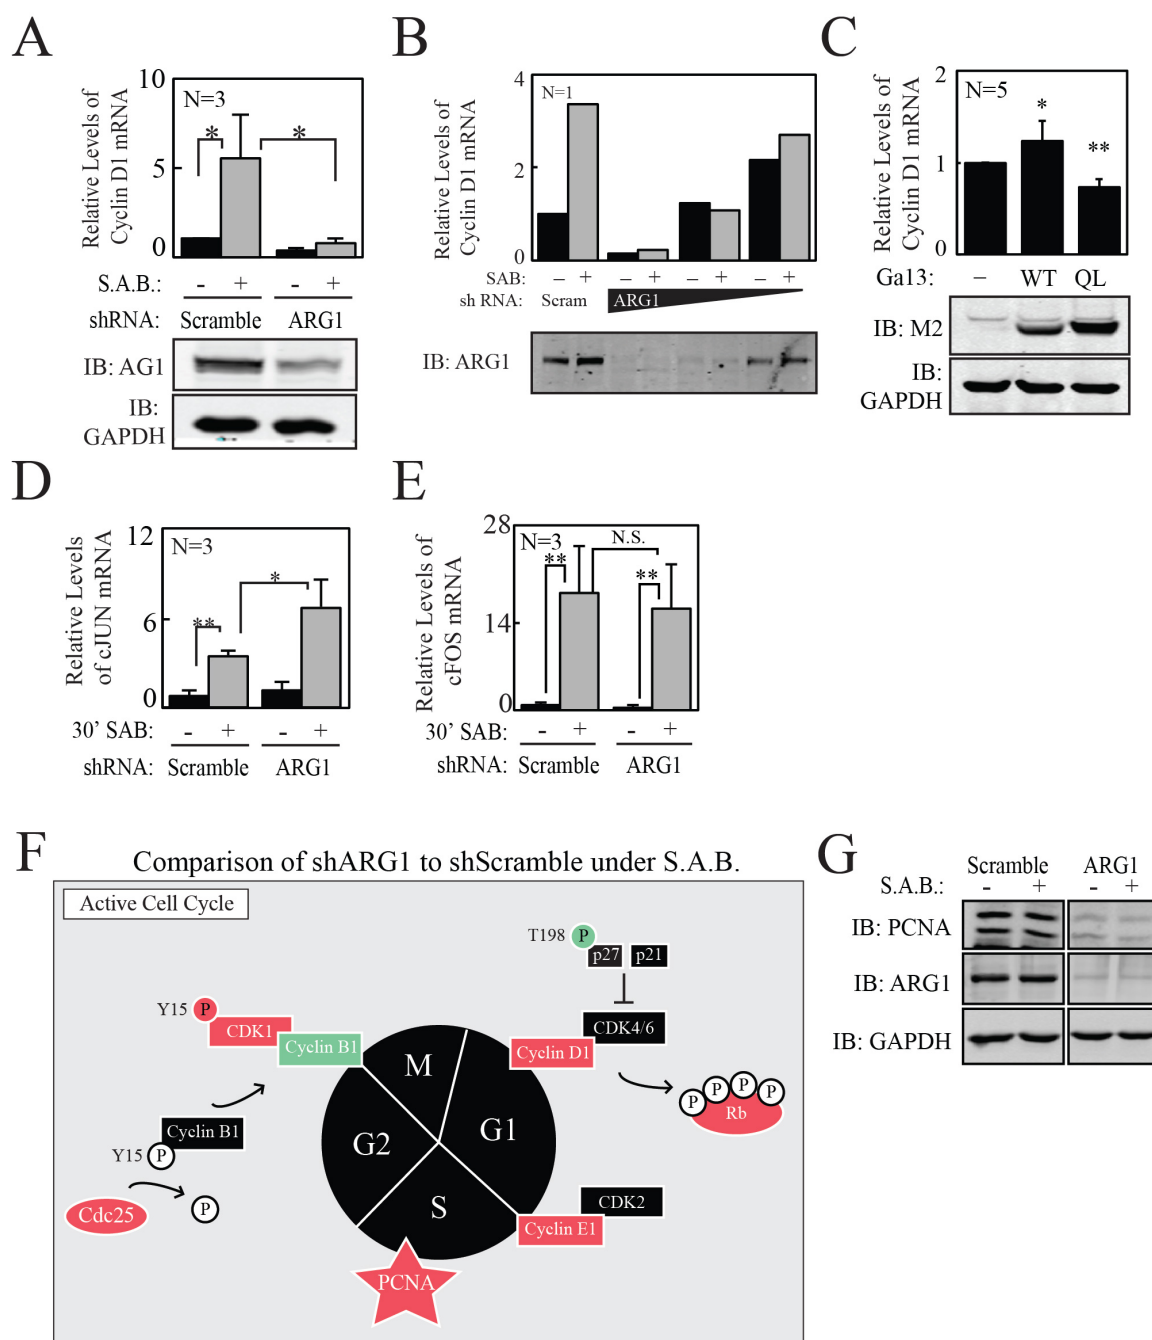 A
Relative Levels of
Cyclin D1 mRNA
10
5
0
N=3
*
*
S.A.B.: - + - +
shRNA: Scramble ARG1
IB: AG1
IB:
GAPDH
B
Relative Levels of
Cyclin D1 mRNA
4
2
0
N=1
SAB: – + – + – + – +
sh RNA: Scram ARG1
IB: ARG1
C
Relative Levels of
Cyclin D1 mRNA
2
1
0
N=5
*
**
Ga13: – WT QL
IB: M2
IB:
GAPDH
D
Relative Levels
of cJUN mRNA
12
6
0
N=3
**
*
30' SAB: - + - +
shRNA: Scramble ARG1
E
Relative Levels of
cFOS mRNA
28
14
0
N=3
**
N.S.
**
30' SAB: - + - +
shRNA: Scramble ARG1
F
Comparison of shARG1 to shScramble under S.A.B.
Active Cell Cycle
T198 P
p27 p21
CDK4/6
Cyclin D1
P P P P
Rb
Y15 P
CDK1
Cyclin B1
M
G1
G2
S
Cyclin B1
Y15 P
Cdc25
P
CDK2
Cyclin E1
PCNA
G
Scramble ARG1
S.A.B.: - + - +
IB: PCNA
IB: ARG1
IB: GAPDH